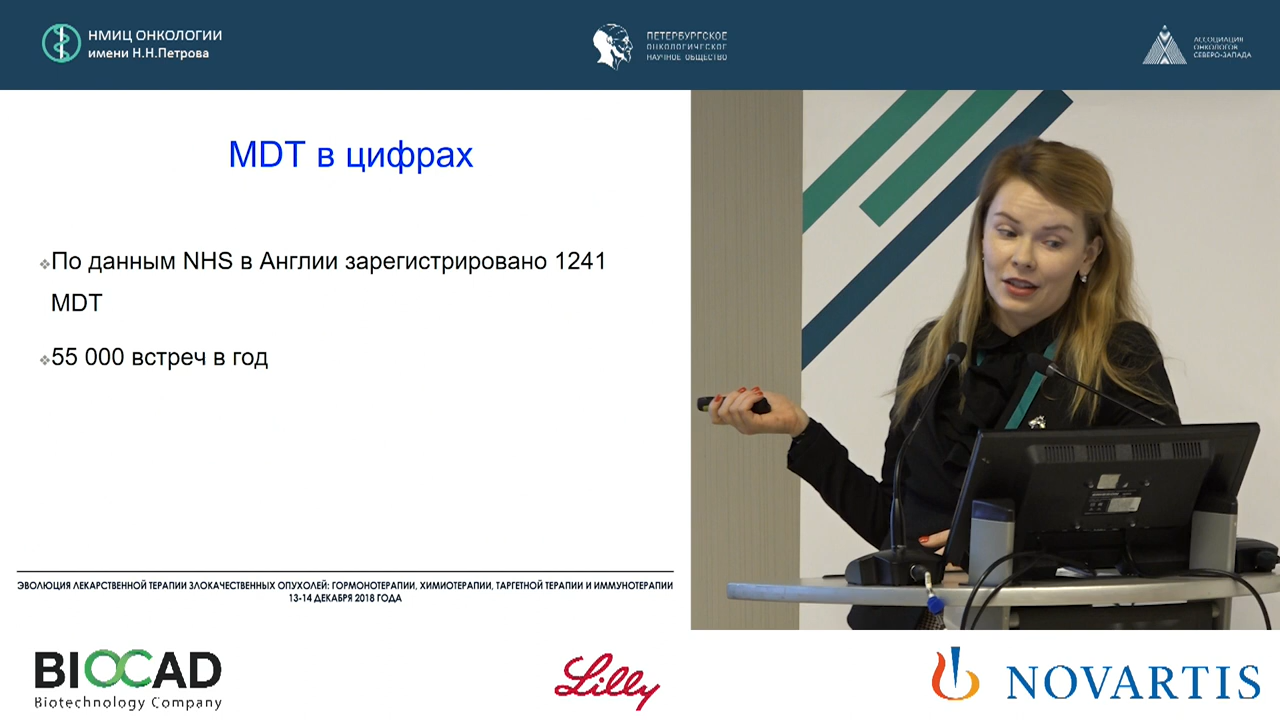 НМИЦ ОНКОЛОГИИ
имени Н.Н.Петрова
ПЕТЕРБУРГСКОЕ
ОНКОЛОГИЧЕСКОЕ
НАУЧНОЕ ОБЩЕСТВО
АССОЦИАЦИЯ
ОНКОЛОГОВ
СЕВЕРО-ЗАПАДА
MDT в цифрах
По данным NHS в Англии зарегистрировано 1241
MDT
55 000 встреч в год
ЭВОЛЮЦИЯ ЛЕКАРСТВЕННОЙ ТЕРАПИИ ЗЛОКАЧЕСТВЕННЫХ ОПУХОЛЕЙ: ГОРМОНОТЕРАПИИ, ХИМИОТЕРАПИИ, ТАРГЕТНОЙ ТЕРАПИИ И ИММУНОТЕРАПИИ
13-14 ДЕКАБРЯ 2018 ГОДА
BIOCAD
Biotechnology Company
Lilly
NOVARTIS